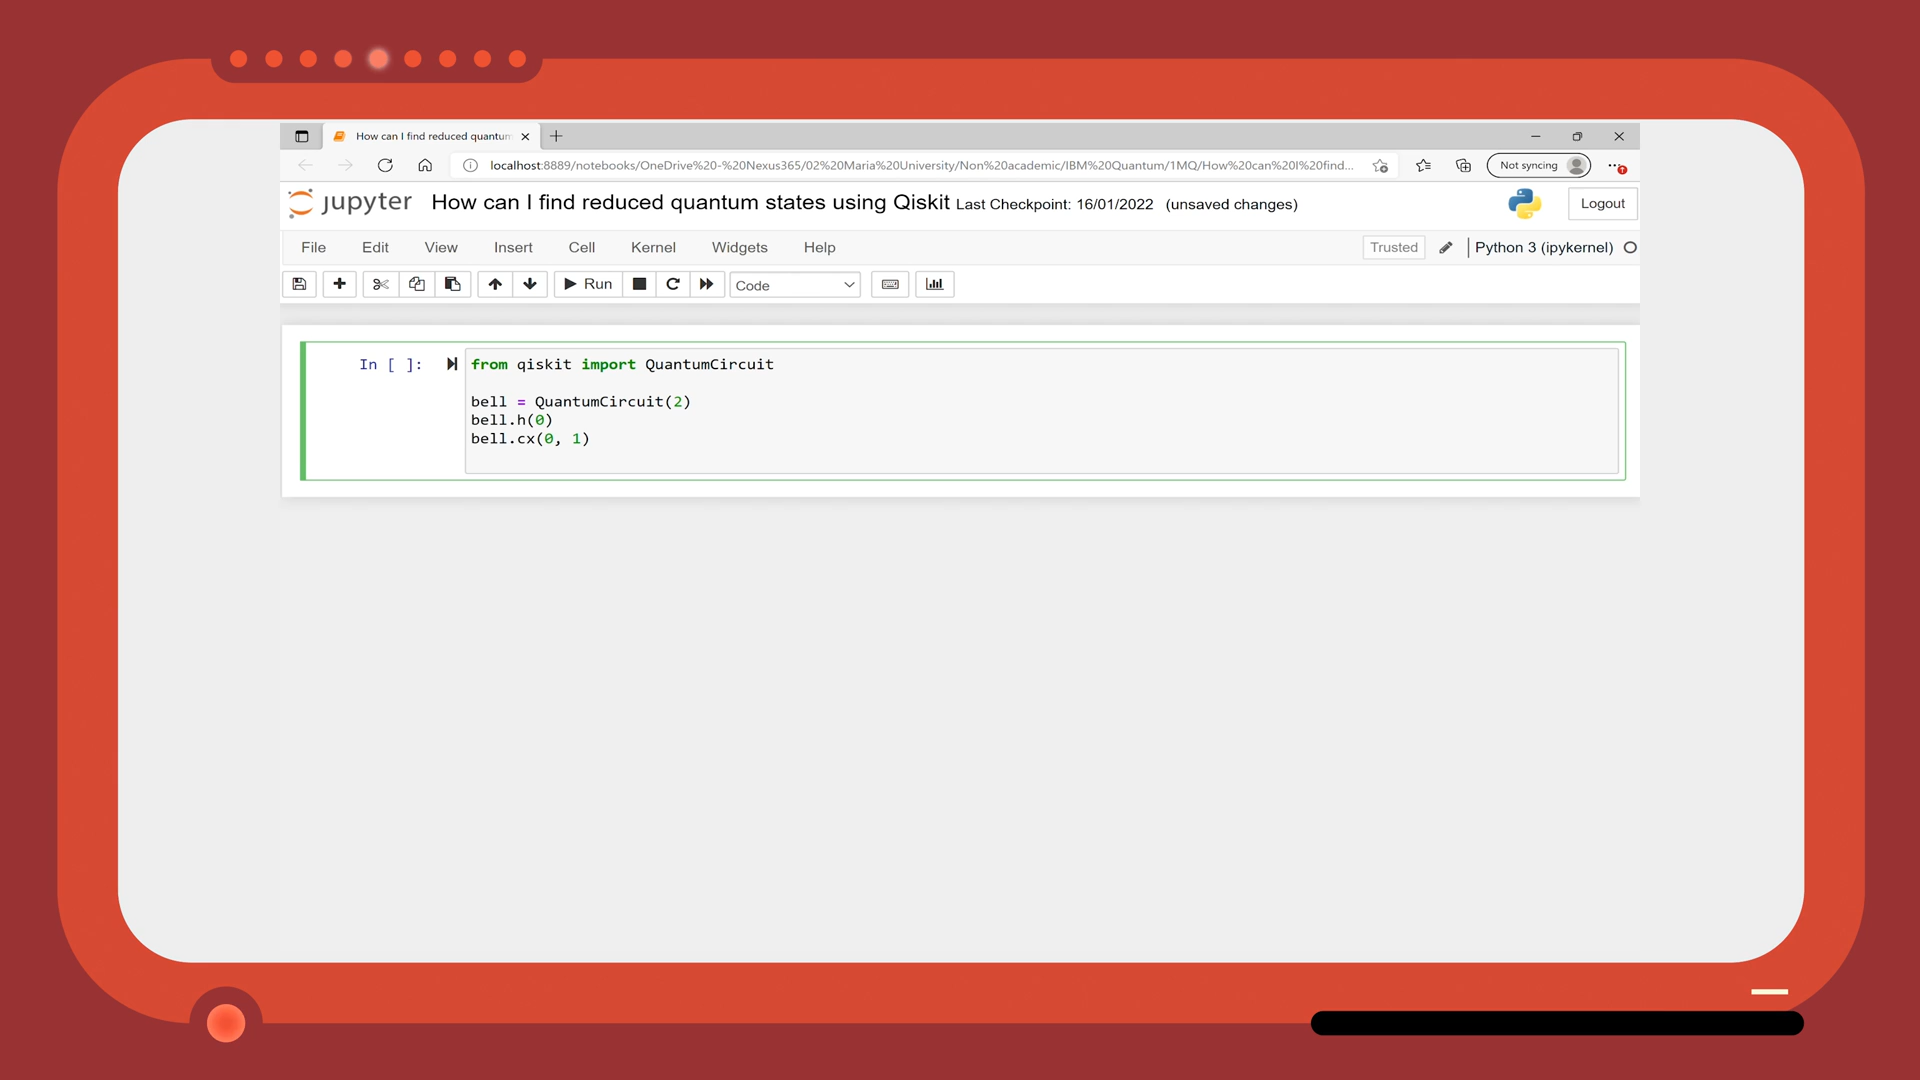 How can I find reduced quantum
localhost:8889/notebooks/OneDrive%20-%20Nexus365/02%20Maria%20University/Non%20academic/IBM%20Quantum/1MQ/How%20can%20I%20find...
Not syncing
jupyter How can I find reduced quantum states using Qiskit Last Checkpoint: 16/01/2022 (unsaved changes)
Logout
File Edit View Insert Cell Kernel Widgets Help
Trusted Python 3 (ipykernel)
Run Code
In [ ]: from qiskit import QuantumCircuit
bell = QuantumCircuit(2)
bell.h(0)
bell.cx(0, 1)